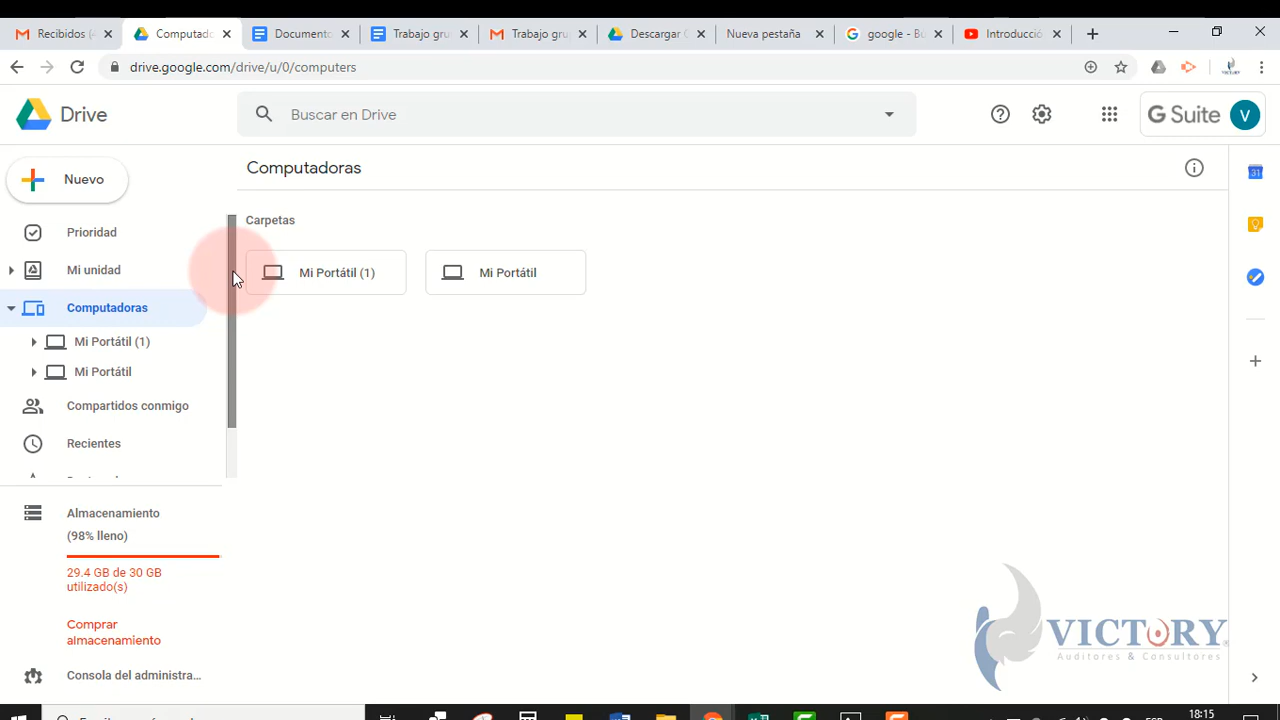 Recibidos (
Computado
Documento
Trabajo gru
Trabajo gru
Descargar (
Nueva pestaña
google - Bu
Introducció
drive.google.com/drive/u/0/computers
Drive
Buscar en Drive
G Suite
V
VICTORY
Nuevo
Computadoras
31
Prioridad
Carpetas
Mi unidad
Mi Portátil (1)
Mi Portátil
Computadoras
Mi Portátil (1)
Mi Portátil
Compartidos conmigo
Recientes
Almacenamiento
(98% lleno)
29.4 GB de 30 GB
utilizado(s)
Comprar
almacenamiento
Consola del administra...
VICTORY
Auditores & Consultores
18:15